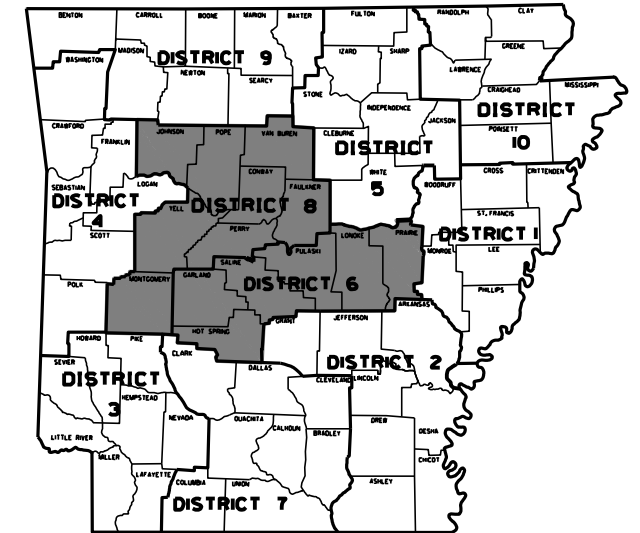 BENTON CARROLL BOONE MARION BAXTER FULTON RANDOLPH CLAY
WASHINGTON MADISON DISTRICT 9 IZARD SHARP GREENE
NEWTON SEARCY LAWRENCE
STONE INDEPENDENCE CRAIGHEAD MISSISSIPPI
DISTRICT
10
CRAWFORD FRANKLIN JOHNSON POPE VAN BUREN CLEBURNE JACKSON POINSETT
DISTRICT
5
SEBASTIAN LOGAN CONWAY FAULKNER WHITE WOODRUFF CROSS CRITTENDEN
DISTRICT
4
YELL DISTRICT 8 ST. FRANCIS
SCOTT PERRY PULASKI LONOKE PRAIRIE MONROE DISTRICT 1 LEE
POLK MONTGOMERY GARLAND SALINE DISTRICT 6 PHILLIPS
HOT SPRING GRANT JEFFERSON ARKANSAS
HOWARD PIKE CLARK DALLAS DISTRICT 2
SEVIER CLEVELAND LINCOLN
DISTRICT
3
HEMPSTEAD NEVADA OUACHITA CALHOUN BRADLEY DREW DESHA
LITTLE RIVER MILLER LAFAYETTE COLUMBIA UNION ASHLEY CHICOT
DISTRICT 7